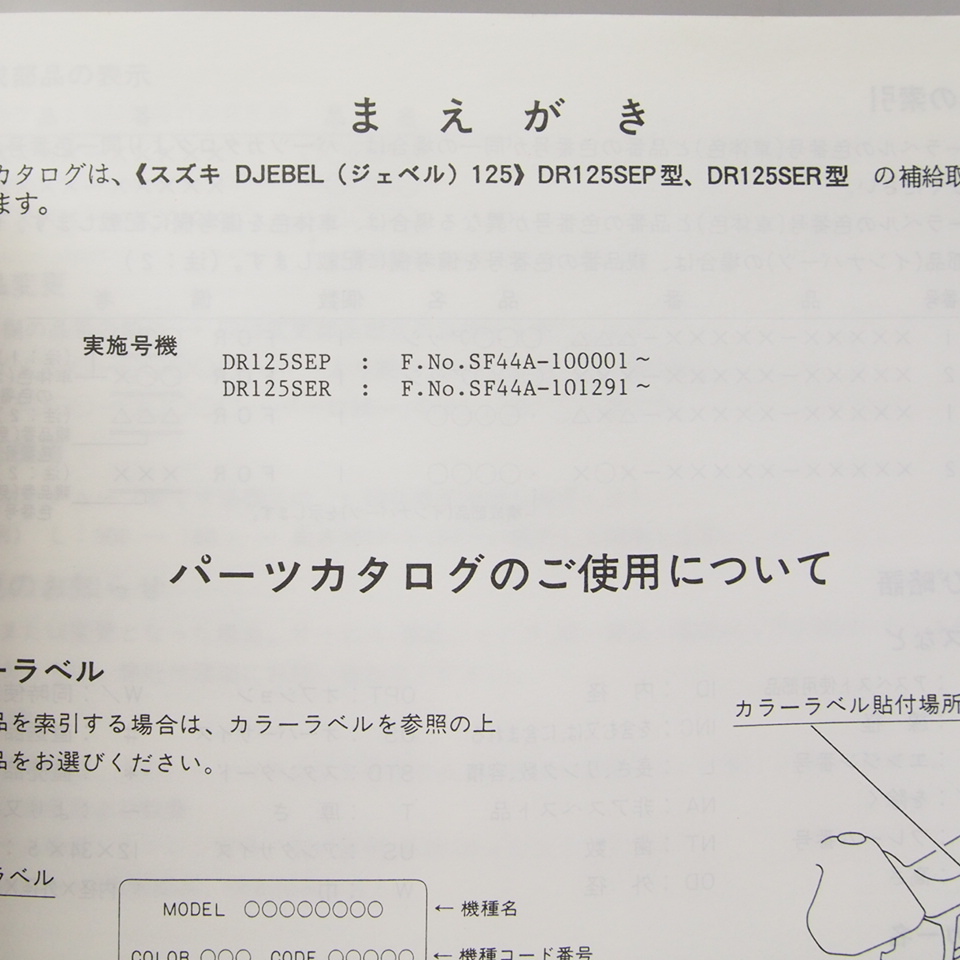 まえがき
カタログは、《スズキ DJEBEL（ジェベル）125》DR125SEP型、DR125SER型 の補給取
ます。
実施号機
DR125SEP : F.No.SF44A-100001~
DR125SER : F.No.SF44A-101291~
パーツカタログのご使用について
ーラベル
品を索引する場合は、カラーラベルを参照の上
品をお選びください。
カラーラベル貼付場所
ラベル
MODEL ○○○○○○○○ ← 機種名
COLOR ○○○ CODE ○○○○○ ← 機種コード番号